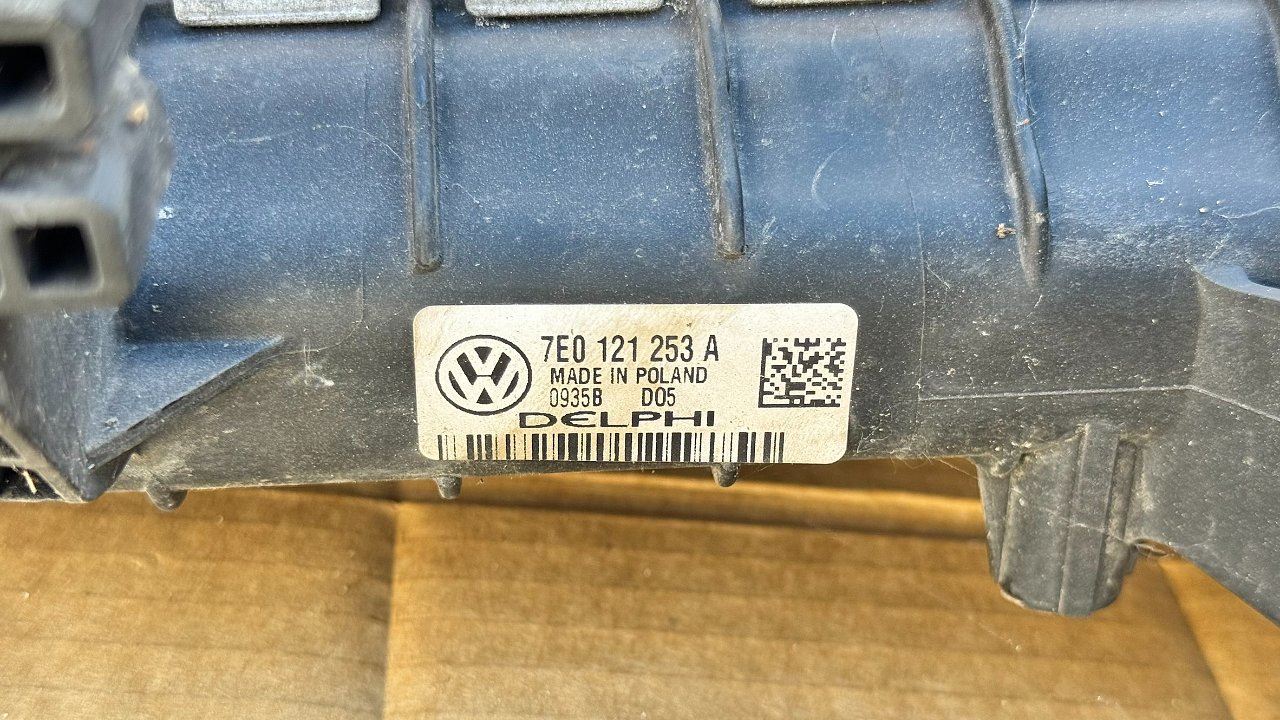 7E0 121 253 A
MADE IN POLAND
0935B D05
DELPHI